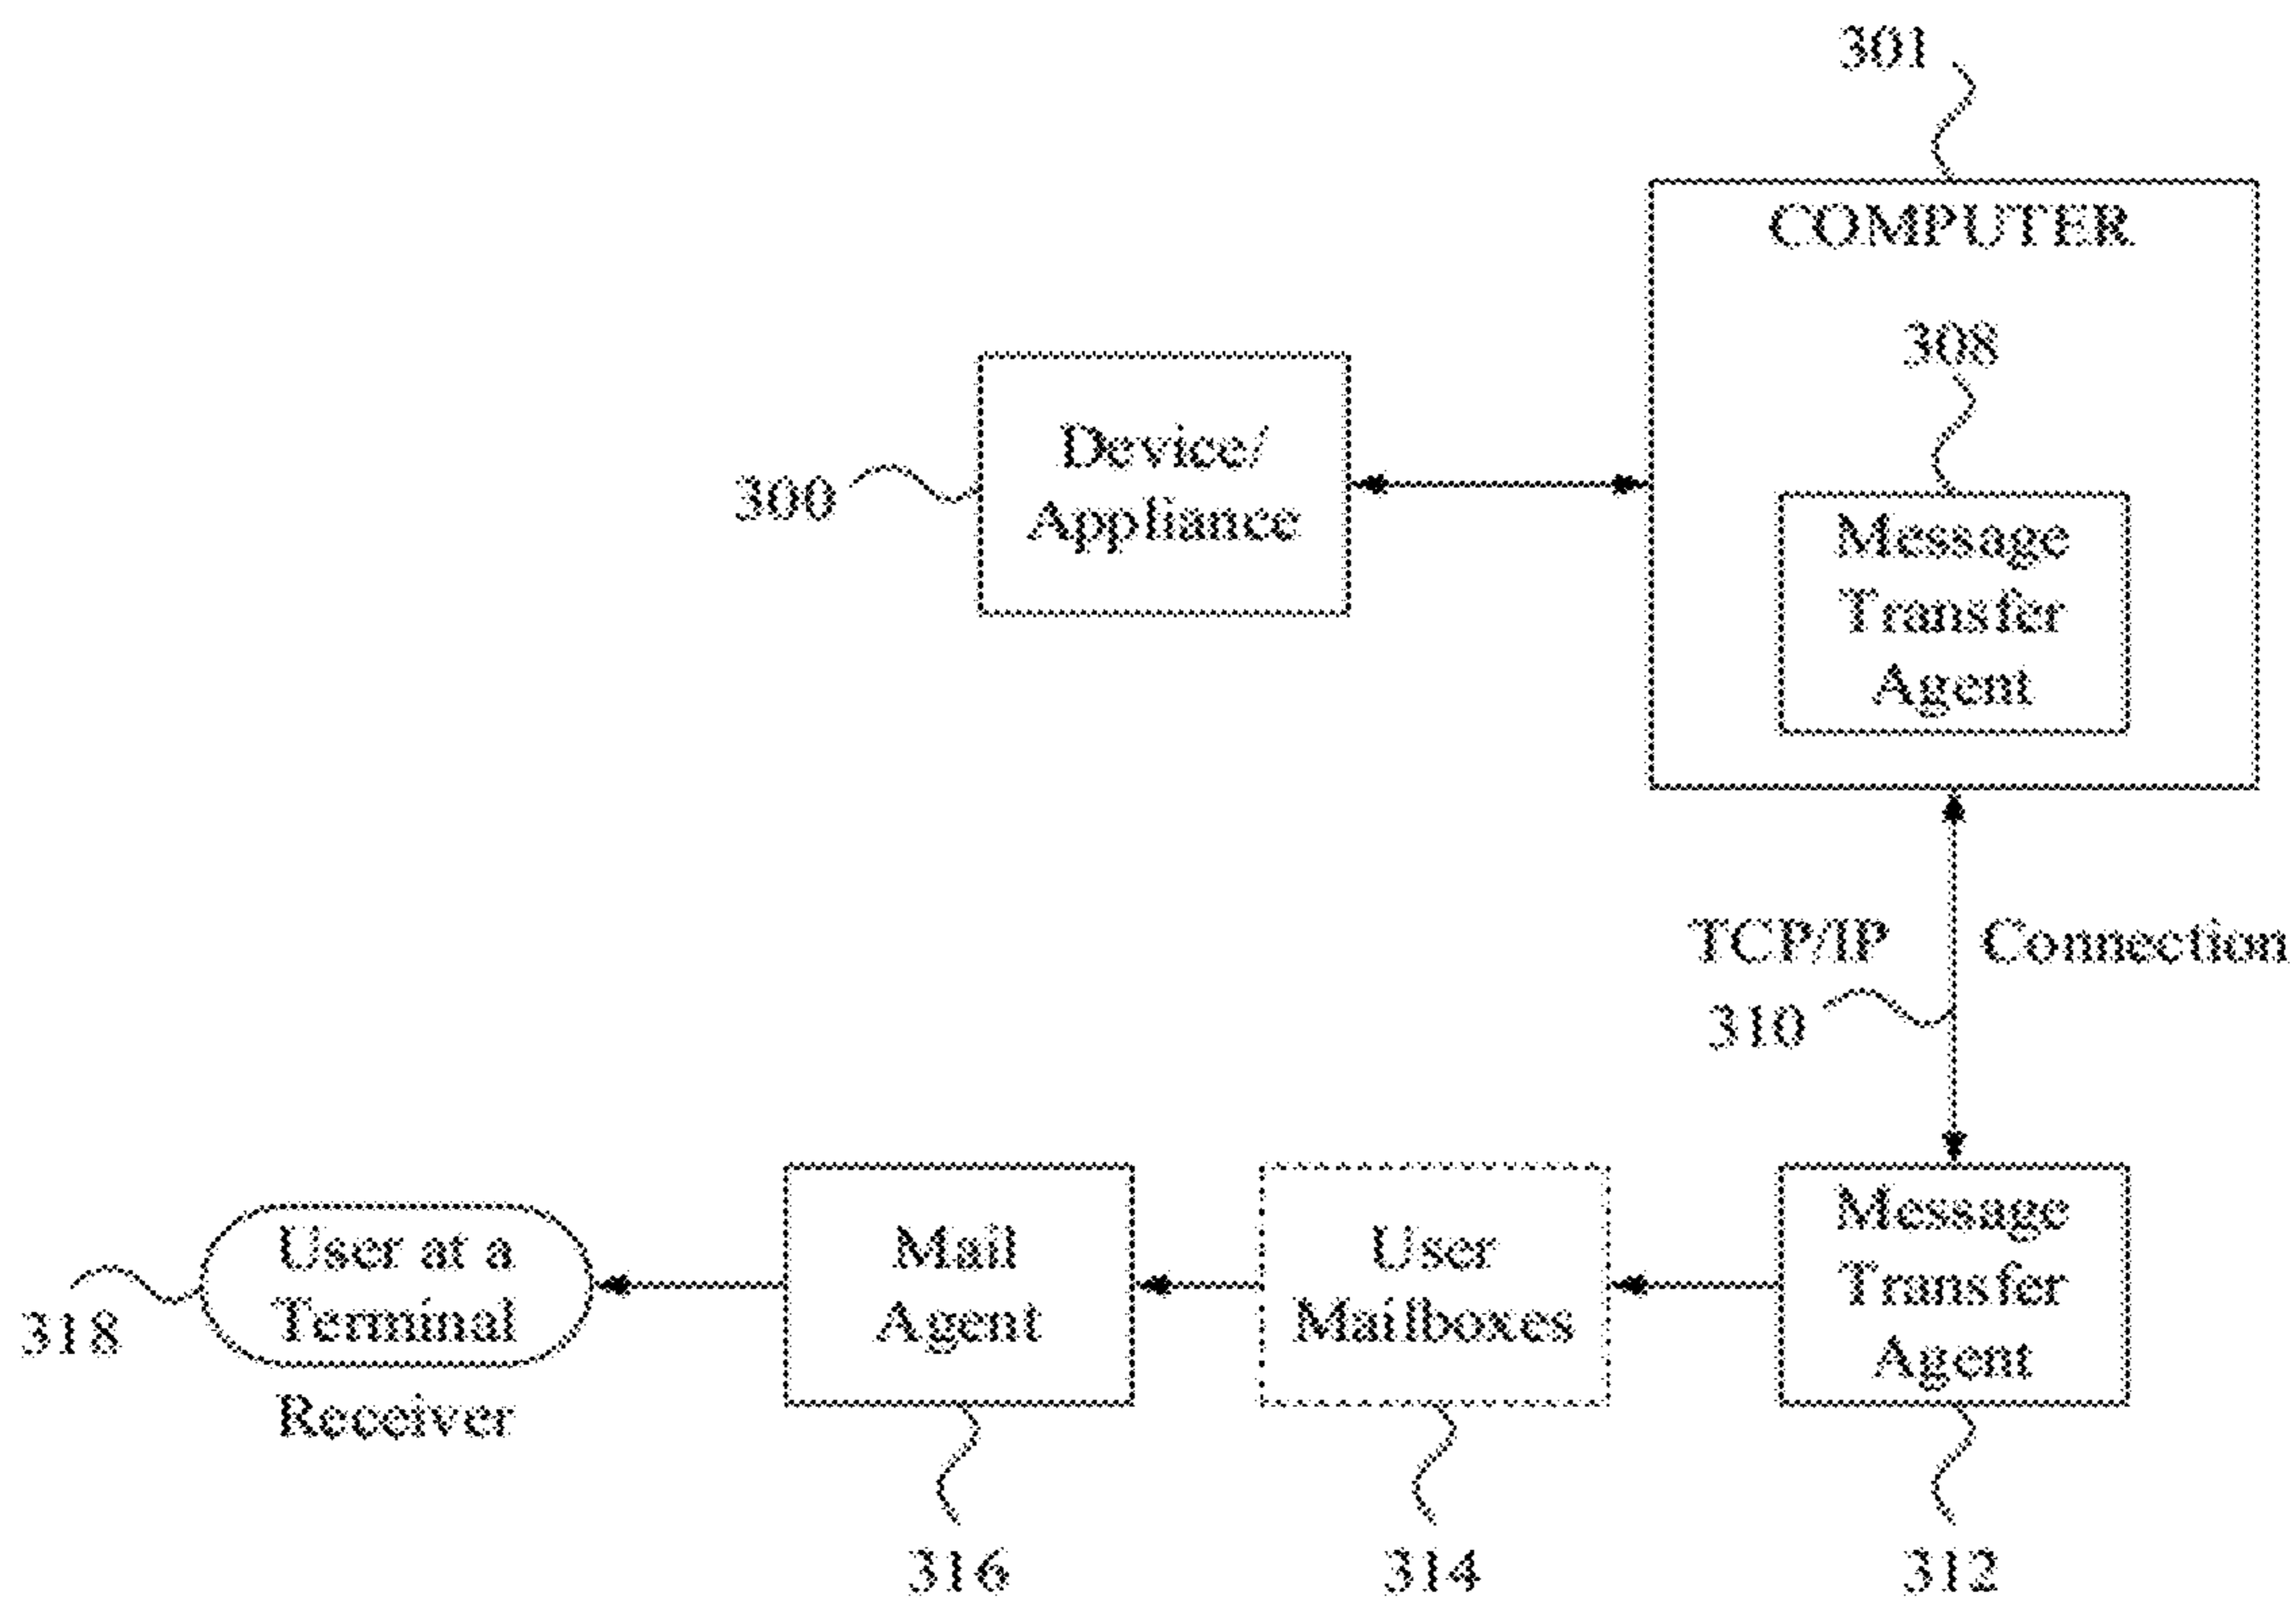 301
COMPUTER
308
Device/
Appliance
300
Message
Transfer
Agent
TCP/IP Connection
310
User at a
Terminal
318
Receiver
Mail
Agent
User
Mailboxes
Message
Transfer
Agent
316
314
312